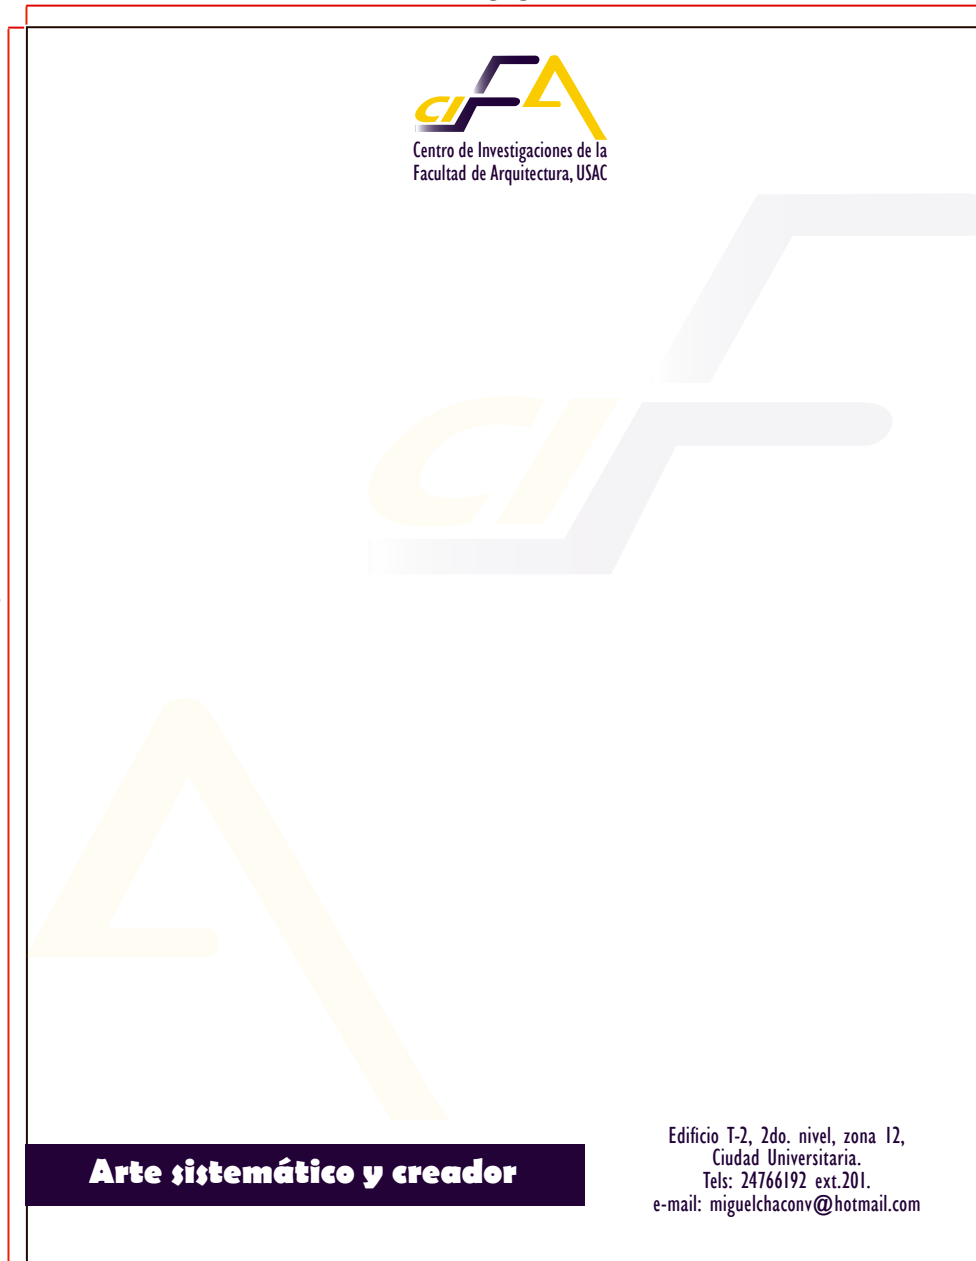 CIFA
Centro de Investigaciones de la
Facultad de Arquitectura, USAC
CIF
A
Arte sistemático y creador
Edificio T-2, 2do. nivel, zona 12,
Ciudad Universitaria.
Tels: 24766192 ext.201.
e-mail: miguelchaconv@hotmail.com